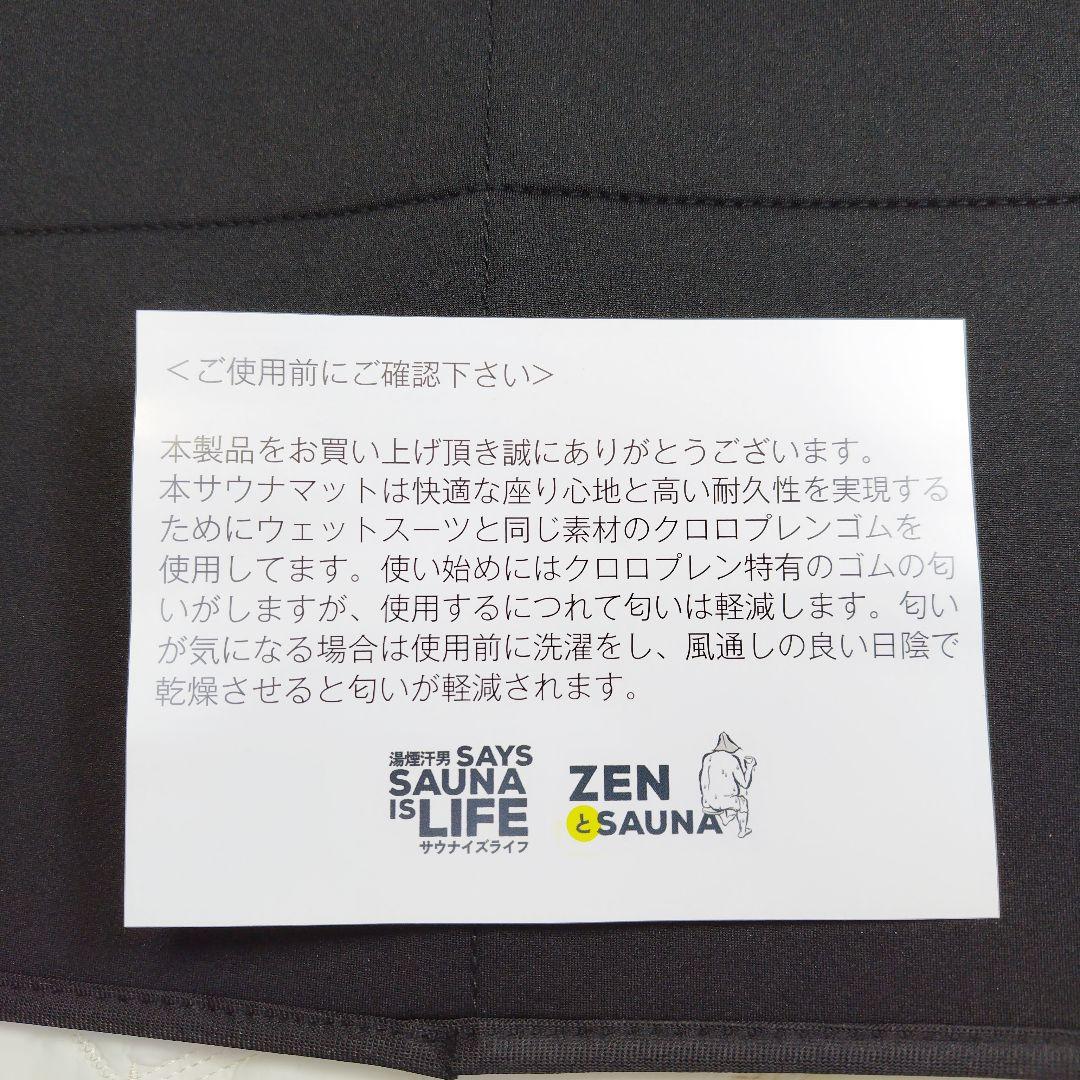 ＜ご使用前にご確認下さい＞
本製品をお買い上げ頂き誠にありがとうございます。
本サウナマットは快適な座り心地と高い耐久性を実現する
ためにウェットスーツと同じ素材のクロロプレンゴムを
使用してます。使い始めにはクロロプレン特有のゴムの匂
いがしますが、使用するにつれて匂いは軽減します。匂い
が気になる場合は使用前に洗濯をし、風通しの良い日陰で
乾燥させると匂いが軽減されます。
湯煙汗男 SAYS
SAUNA
IS LIFE
サウナイズライフ
ZEN
とSAUNA